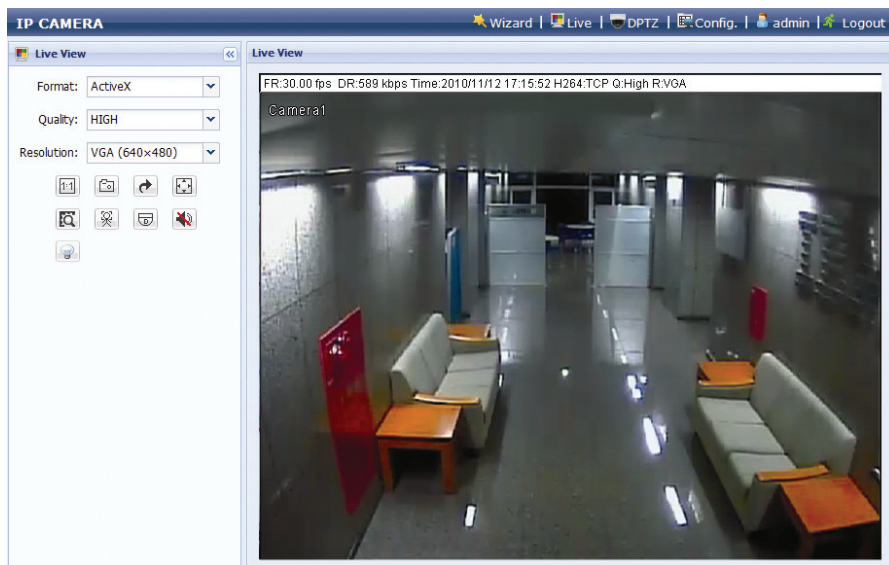 IP CAMERA
Wizard | Live | DPTZ | Config. | admin | Logout
Live View
Format: ActiveX
Quality: HIGH
Resolution: VGA (640×480)
1:1
Live View
FR:30.00 fps DR:589 kbps Time:2010/11/12 17:15:52 H264:TCP Q:High R:VGA
Camera1